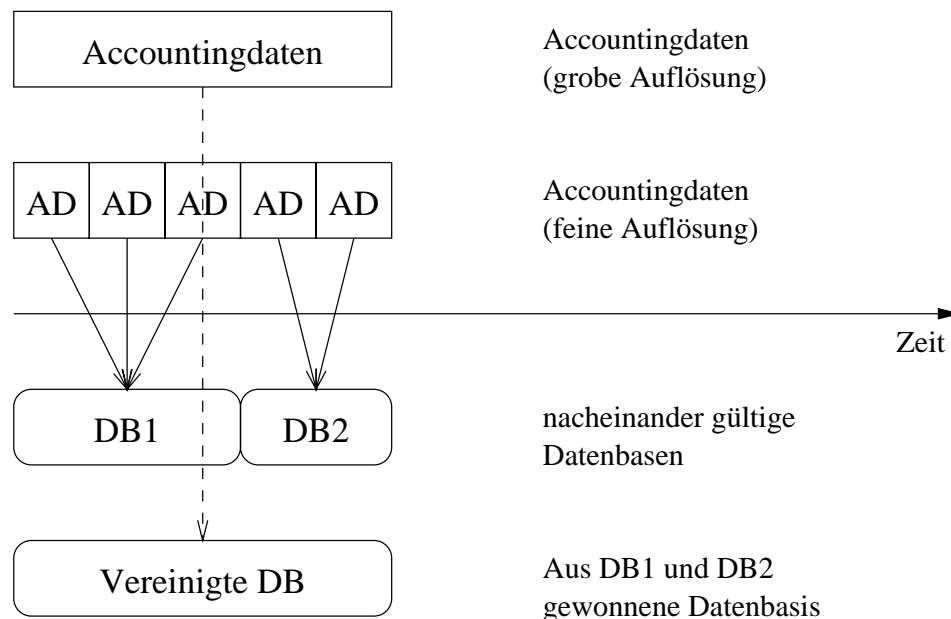 Accountingdaten
Accountingdaten
(grobe Auflösung)
AD AD AD AD AD
Accountingdaten
(feine Auflösung)
Zeit
DB1 DB2
nacheinander gültige
Datenbasen
Vereinigte DB
Aus DB1 und DB2
gewonnene Datenbasis